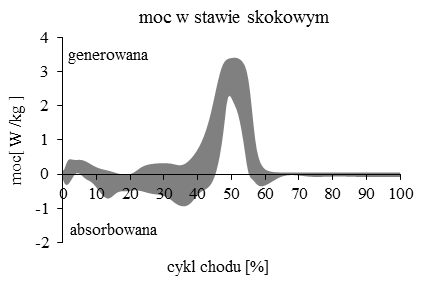 moc w stawie skokowym
4
generowana
3
2
1
0
0 10 20 30 40 50 60 70 80 90 100
-1
absorbowana
-2
moc[ W /kg ]
cykl chodu [%]